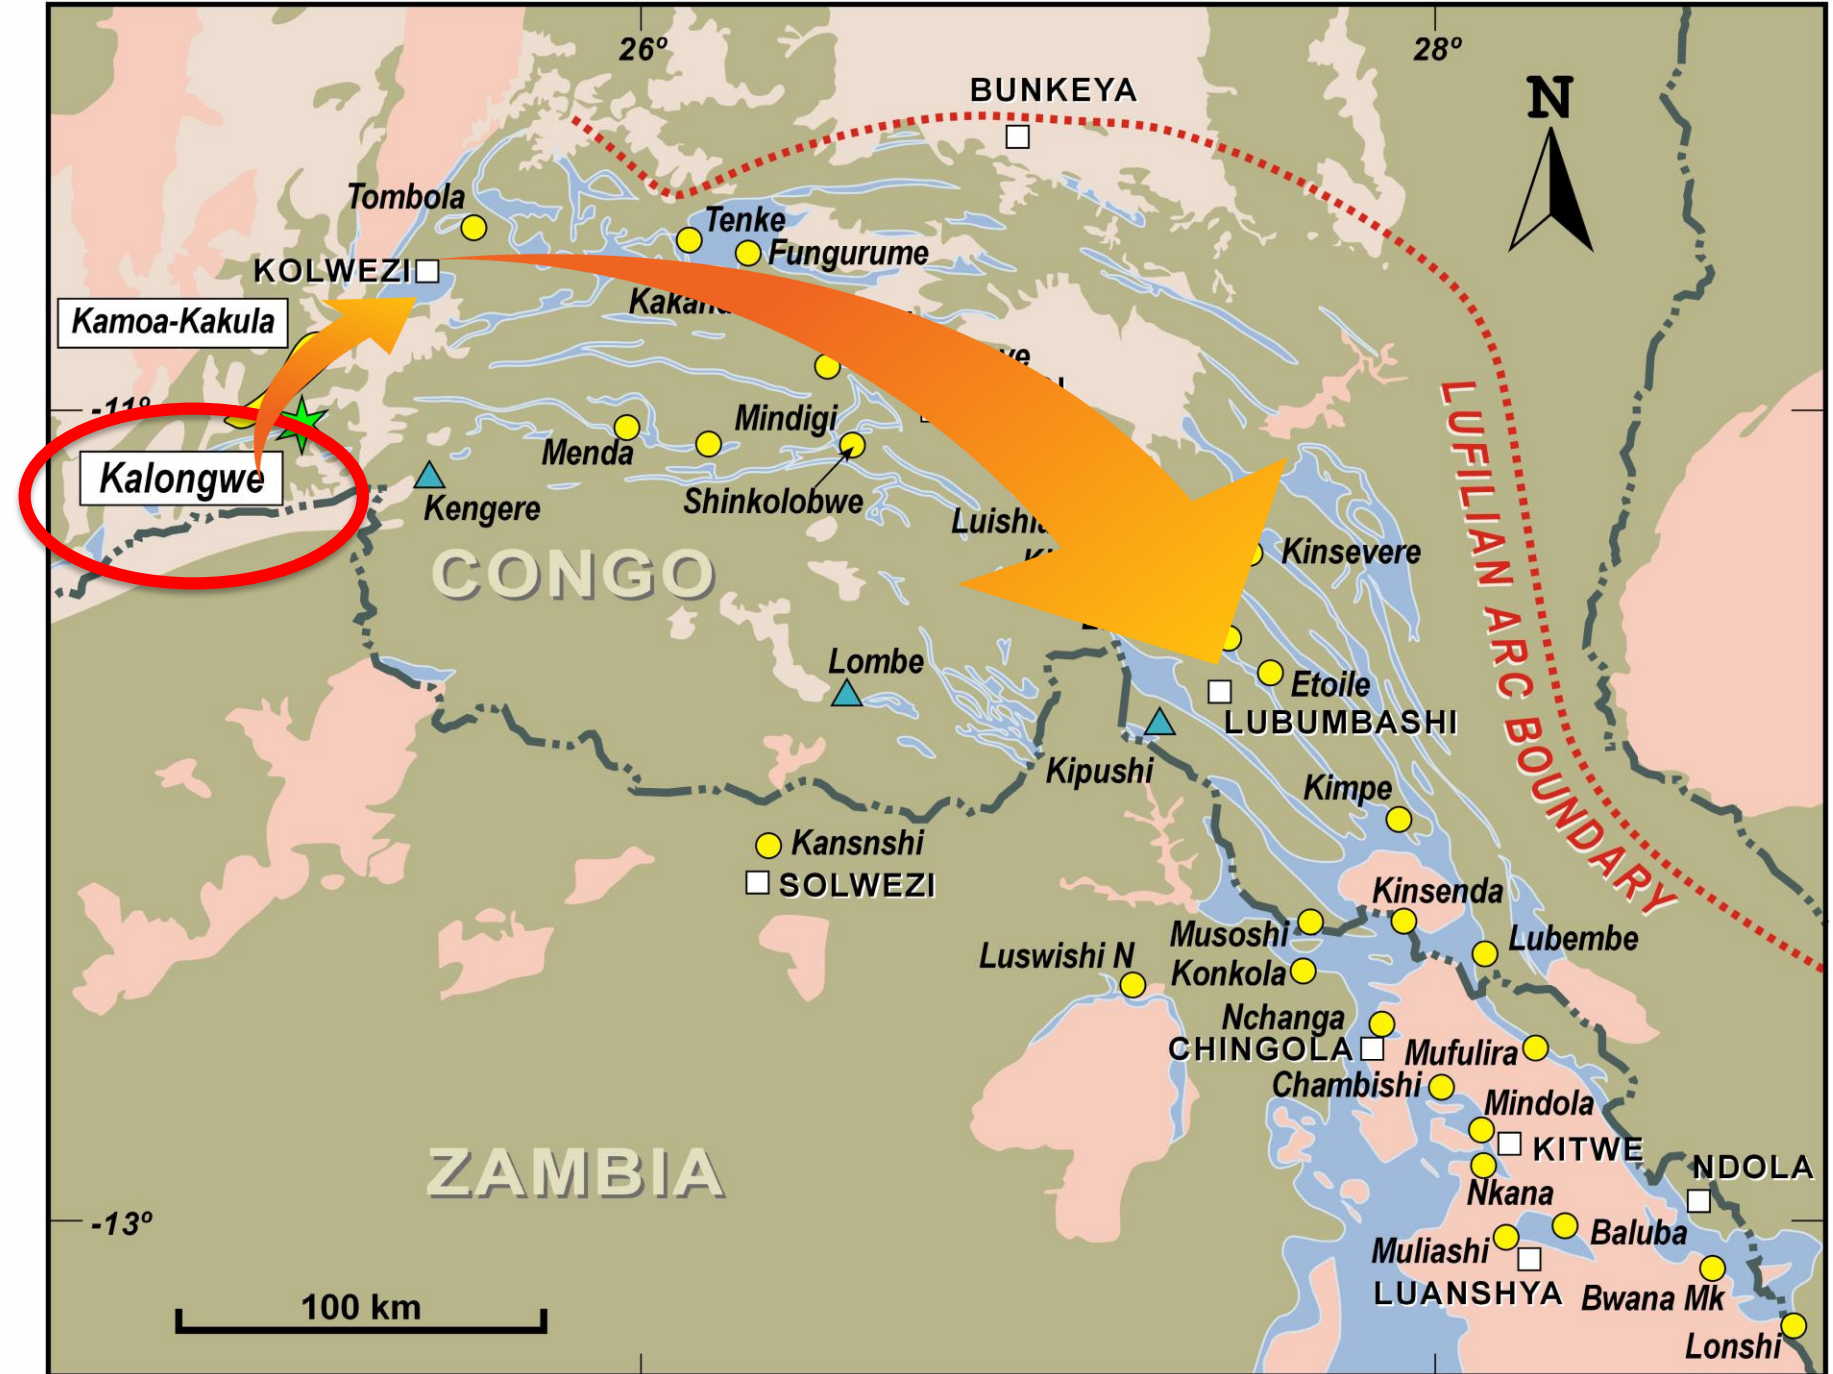 26º
28º
BUNKEYA
N
Tombola
Tenke
Fungurume
KOLWEZI
Kamoa-Kakula
-11º
Mindigi
Menda
Kalongwe
Shinkolobwe
Kengere
CONGO
Kinsevere
LUFILIAN ARC BOUNDARY
Lombe
Etoile
LUBUMBASHI
Kipushi
Kimpe
Kansnshi
SOLWEZI
Kinsenda
Musoshi
Lubembe
Luswishi N
Konkola
Nchanga
CHINGOLA
Mufulira
Chambishi
Mindola
KITWE
ZAMBIA
NDOLA
Nkana
-13º
Baluba
Muliashi
LUANSHYA
Bwana Mk
100 km
Lonshi